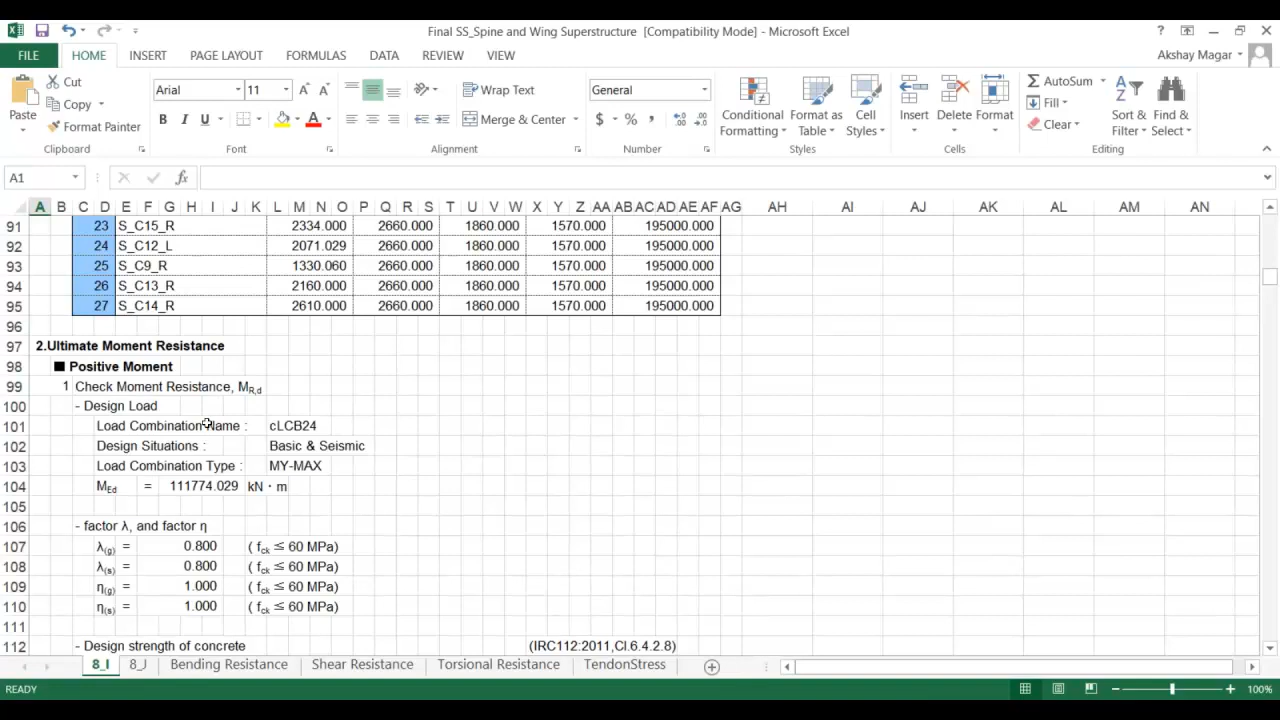 Final SS_Spine and Wing Superstructure [Compatibility Mode] - Microsoft Excel
FILE HOME INSERT PAGE LAYOUT FORMULAS DATA REVIEW VIEW Akshay Magar
Cut
Copy
Format Painter
Paste
Clipboard
Arial 11
B I U
Font
Wrap Text
Merge & Center
Alignment
General
$ % ,
Number
Conditional Formatting
Format as Table
Cell Styles
Styles
Insert Delete Format
Cells
AutoSum
Fill
Clear
Sort & Filter
Find & Select
Editing
A1 fx
A B C D E F G H I J K L M N O P Q R S T U V W X Y Z AA AB AC AD AE AF AG AH AI AJ AK AL AM AN
91 23 S_C15_R 2334.000 2660.000 1860.000 1570.000 195000.000
92 24 S_C12_L 2071.029 2660.000 1860.000 1570.000 195000.000
93 25 S_C9_R 1330.060 2660.000 1860.000 1570.000 195000.000
94 26 S_C13_R 2160.000 2660.000 1860.000 1570.000 195000.000
95 27 S_C14_R 2610.000 2660.000 1860.000 1570.000 195000.000
96
97 2.Ultimate Moment Resistance
98 ■ Positive Moment
99 1 Check Moment Resistance, MR,d
100 - Design Load
101 Load Combination Name : cLCB24
102 Design Situations : Basic & Seismic
103 Load Combination Type : MY-MAX
104 MEd = 111774.029 kN・m
105
106 - factor λ, and factor η
107 λ(g) = 0.800 ( fck ≤ 60 MPa)
108 λ(s) = 0.800 ( fck ≤ 60 MPa)
109 η(g) = 1.000 ( fck ≤ 60 MPa)
110 η(s) = 1.000 ( fck ≤ 60 MPa)
111
112 - Design strength of concrete (IRC112:2011,Cl.6.4.2.8)
8_I 8_J Bending Resistance Shear Resistance Torsional Resistance TendonStress
READY 100%